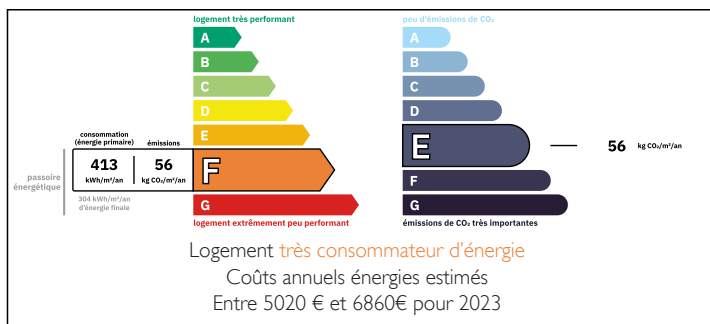 logement très performant
A
B
C
D
E
consommation
(énergie primaire)
émissions
413
kWh/m²/an
56
kg CO₂/m²/an
F
passoire
énergétique
304 kWh/m²/an
d'énergie finale
G
logement extrêmement peu performant
peu d'émissions de CO₂
A
B
C
D
E
56 kg CO₂/m²/an
F
G
émissions de CO₂ très importantes
Logement très consommateur d'énergie
Coûts annuels énergies estimés
Entre 5020 € et 6860€ pour 2023